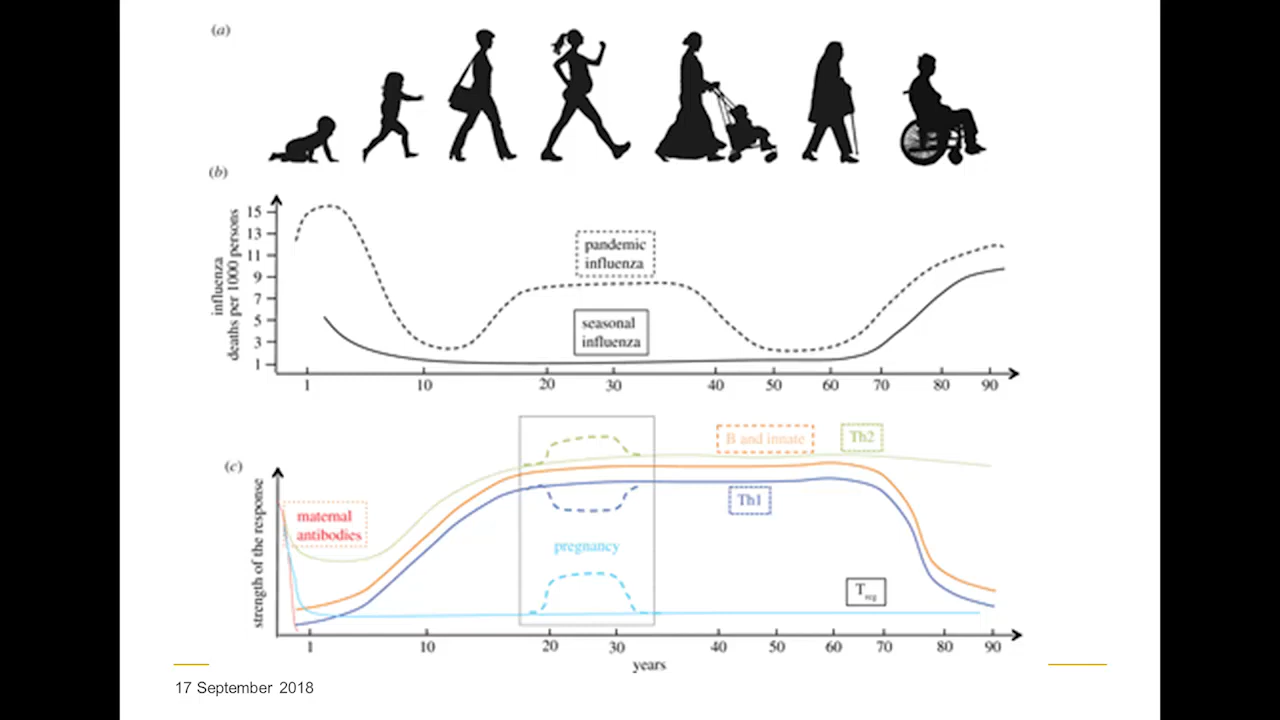 (a)
(b)
15
13
11
9
7
5
3
1
influenza
deaths per 1000 persons
pandemic
influenza
seasonal
influenza
1 10 20 30 40 50 60 70 80 90
(c)
strength of the response
maternal
antibodies
B and innate
Th2
Th1
pregnancy
Treg
1 10 20 30 40 50 60 70 80 90
years
17 September 2018